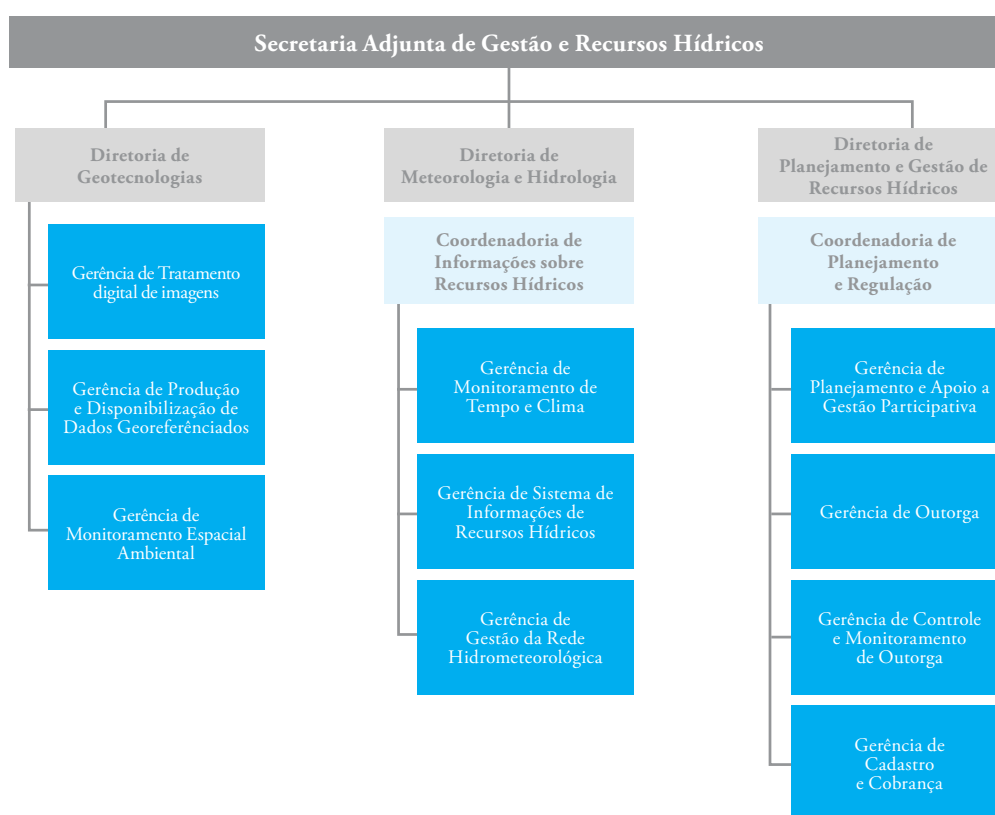 Secretaria Adjunta de Gestão e Recursos Hídricos
Diretoria de
Geotecnologias
Gerência de Tratamento
digital de imagens
Gerência de Produção
e Disponibilização de
Dados Georeferênciados
Gerência de
Monitoramento Espacial
Ambiental
Diretoria de
Meteorologia e Hidrologia
Coordenadoria de
Informações sobre
Recursos Hídricos
Gerência de
Monitoramento de
Tempo e Clima
Gerência de Sistema de
Informações de
Recursos Hídricos
Gerência de
Gestão da Rede
Hidrometeorológica
Diretoria de
Planejamento e Gestão de
Recursos Hídricos
Coordenadoria de
Planejamento
e Regulação
Gerência de
Planejamento e Apoio a
Gestão Participativa
Gerência de Outorga
Gerência de Controle
e Monitoramento
de Outorga
Gerência de
Cadastro
e Cobrança